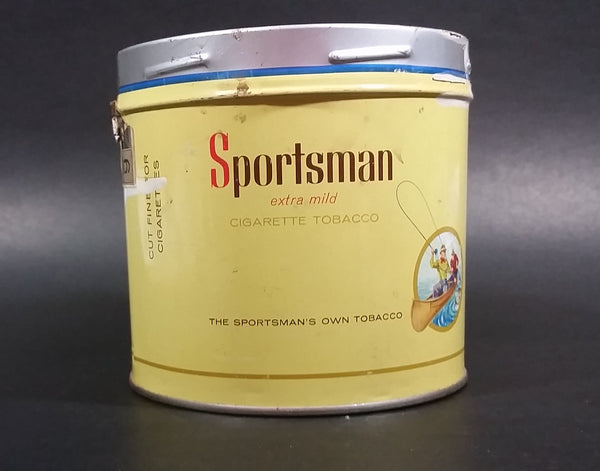 Sportsman
extra mild
CIGARETTE TOBACCO
THE SPORTSMAN'S OWN TOBACCO
CUT FINE FOR
CIGARETTES